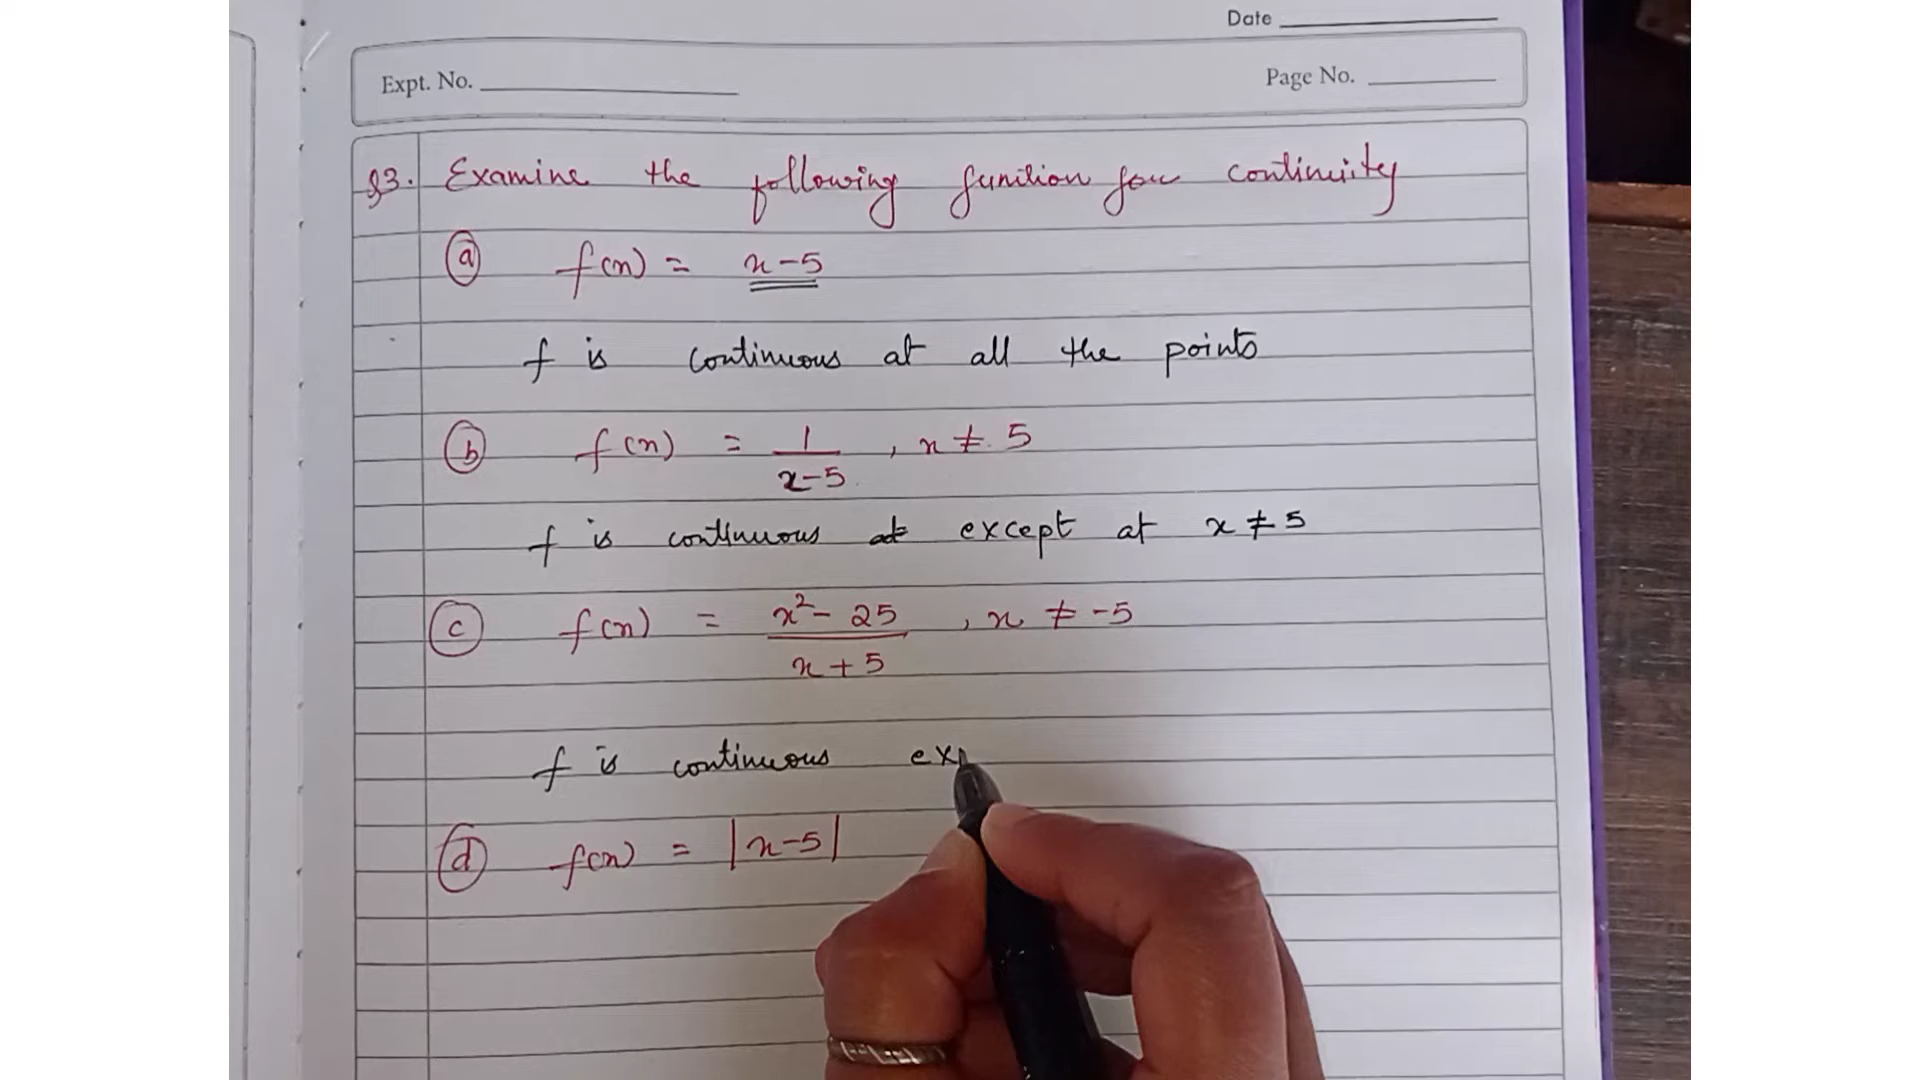 Date
Expt. No.
Page No.
Q3. Examine the following function for continuity
(a) f(x) = x-5
f is continuous at all the points
(b) f(x) = 1/(x-5) , x ≠ 5
f is continuous at except at x ≠ 5
(c) f(x) = (x²- 25)/(x + 5) , x ≠ -5
f is continuous exp
(d) f(x) = |x-5|